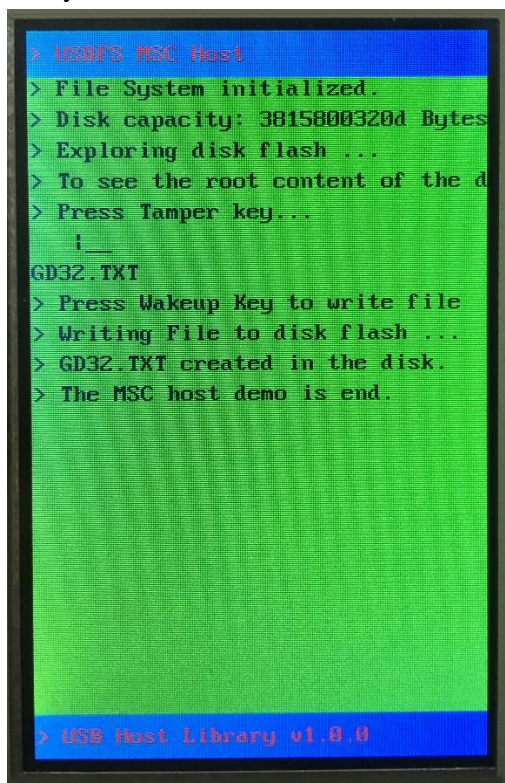 > USBFS MSC Host
> File System initialized.
> Disk capacity: 3815800320d Bytes
> Exploring disk flash ...
> To see the root content of the d
> Press Tamper key...
|__
GD32.TXT
> Press Wakeup Key to write file
> Writing File to disk flash ...
> GD32.TXT created in the disk.
> The MSC host demo is end.
> USB Host Library v1.0.0